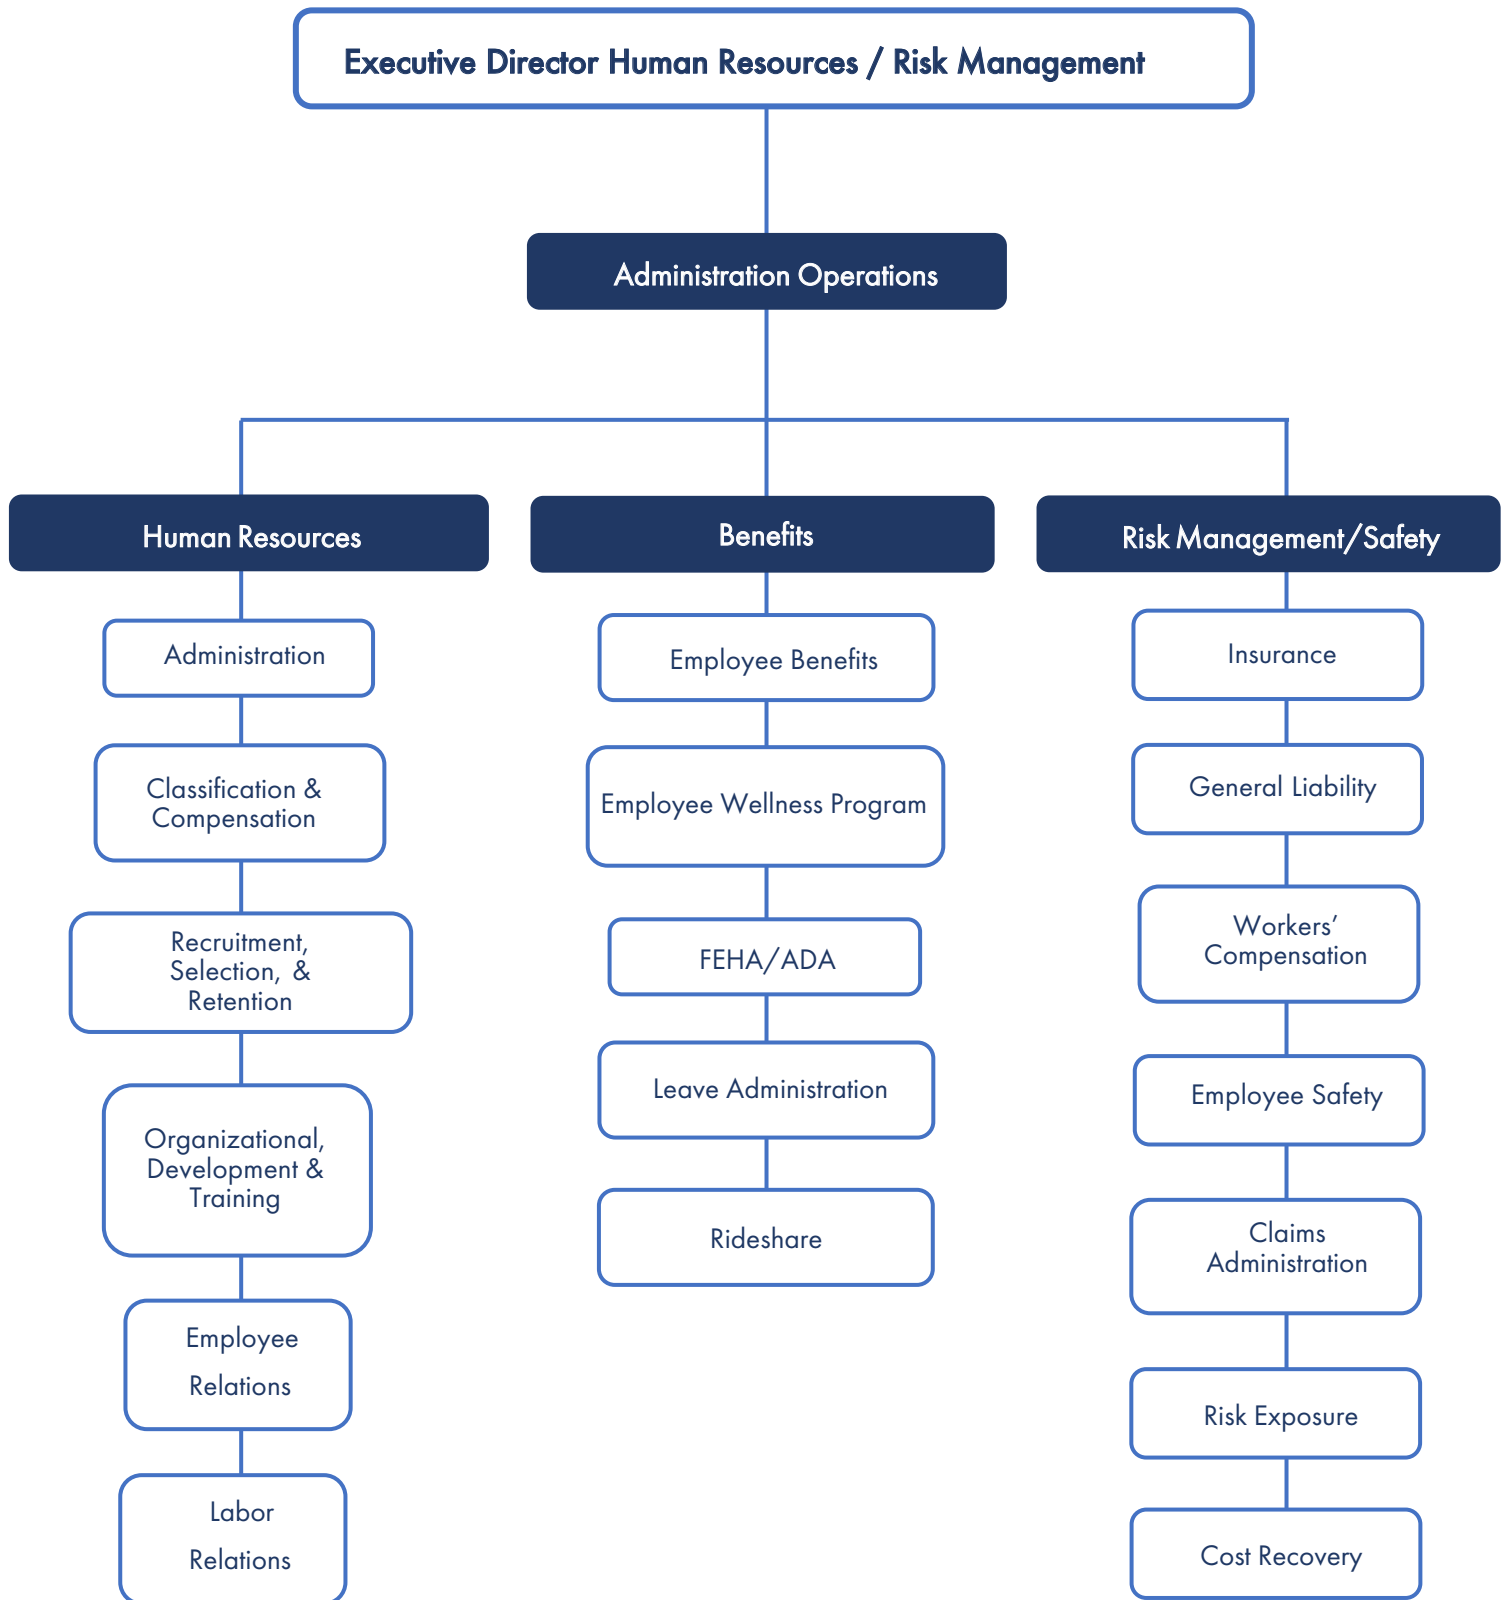 Executive Director Human Resources / Risk Management
Administration Operations
Human Resources
Administration
Classification &
Compensation
Recruitment,
Selection, &
Retention
Organizational,
Development &
Training
Employee
Relations
Labor
Relations
Benefits
Employee Benefits
Employee Wellness Program
FEHA/ADA
Leave Administration
Rideshare
Risk Management/Safety
Insurance
General Liability
Workers’
Compensation
Employee Safety
Claims
Administration
Risk Exposure
Cost Recovery